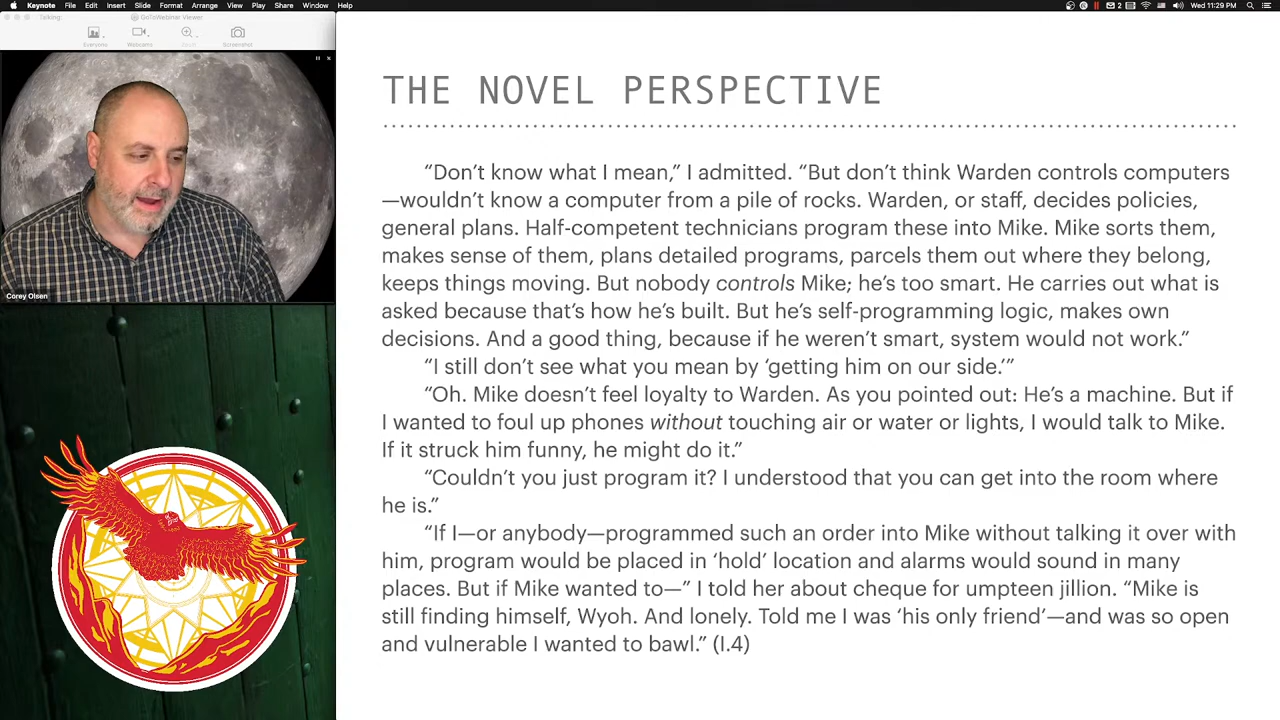 Keynote File Edit Insert Slide Format Arrange View Play Share Window Help
2 Wed 11:29 PM
Talking: GoToWebinar Viewer
Everyone Webcams Screenshot
THE NOVEL PERSPECTIVE
“Don’t know what I mean,” I admitted. “But don’t think Warden controls computers
—wouldn’t know a computer from a pile of rocks. Warden, or staff, decides policies,
general plans. Half-competent technicians program these into Mike. Mike sorts them,
makes sense of them, plans detailed programs, parcels them out where they belong,
keeps things moving. But nobody controls Mike; he’s too smart. He carries out what is
asked because that’s how he’s built. But he’s self-programming logic, makes own
decisions. And a good thing, because if he weren’t smart, system would not work.”
“I still don’t see what you mean by ‘getting him on our side.’”
“Oh. Mike doesn’t feel loyalty to Warden. As you pointed out: He’s a machine. But if
I wanted to foul up phones without touching air or water or lights, I would talk to Mike.
If it struck him funny, he might do it.”
“Couldn’t you just program it? I understood that you can get into the room where
he is.”
“If I—or anybody—programmed such an order into Mike without talking it over with
him, program would be placed in ‘hold’ location and alarms would sound in many
places. But if Mike wanted to—” I told her about cheque for umpteen jillion. “Mike is
still finding himself, Wyoh. And lonely. Told me I was ‘his only friend’—and was so open
and vulnerable I wanted to bawl.” (I.4)
Corey Olsen